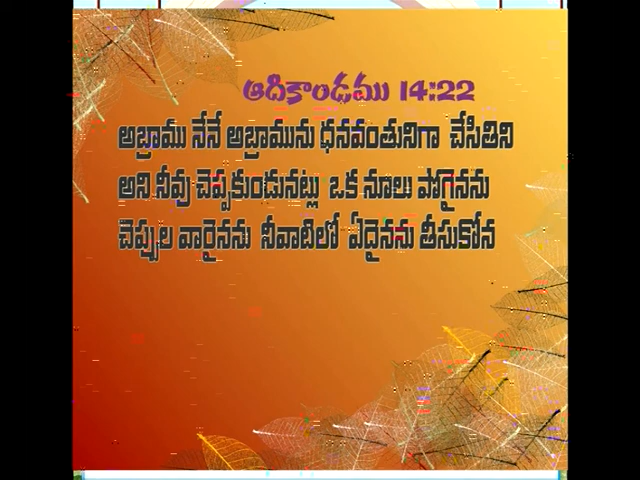 ఆదికాండము 14:22
అబ్రాము నేనే అబ్రామును ధనవంతునిగా చేసితిని
అని నీవు చెప్పకుండునట్లు ఒక నూలు పోగైనను
చెప్పుల వారైనను నీవాటిలో ఏదైనను తీసుకోన